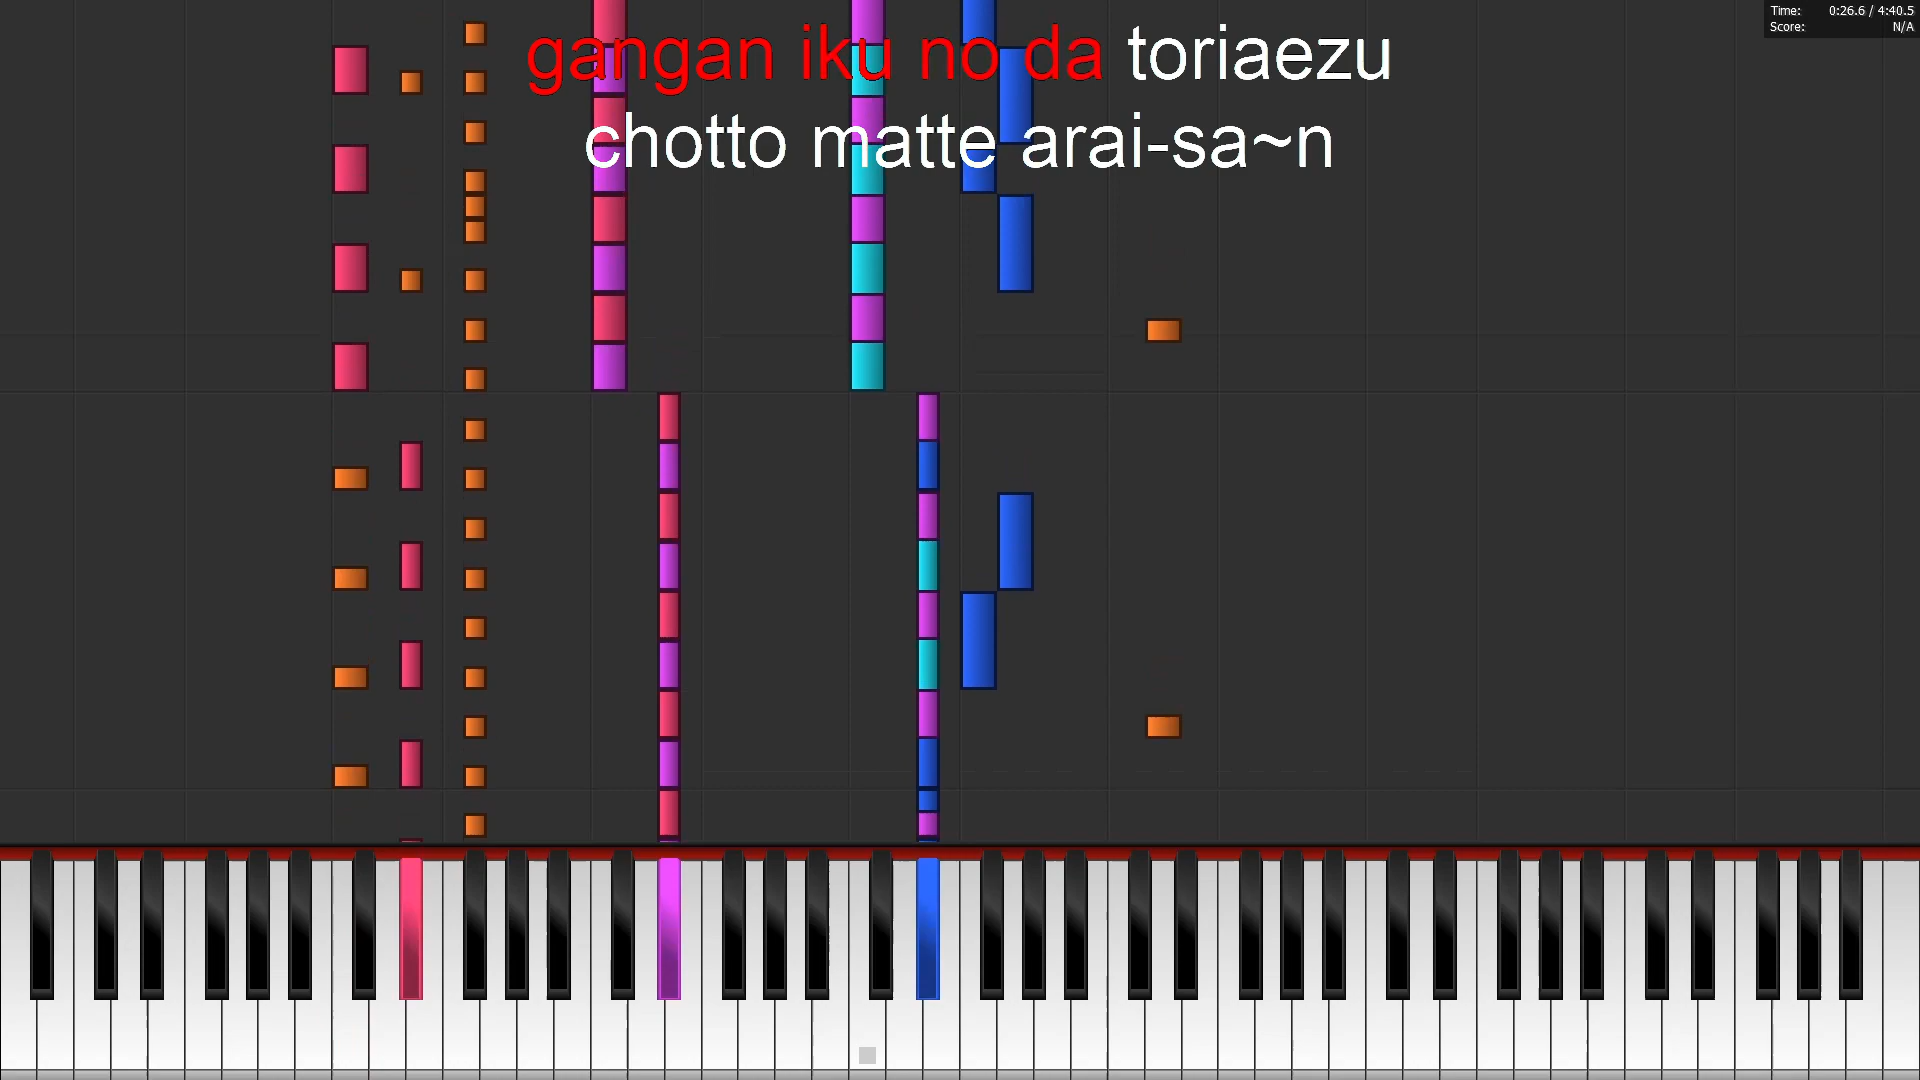 Time: 0:26.6 / 4:40.5
Score: N/A
gangan iku no da toriaezu
chotto matte arai-sa~n